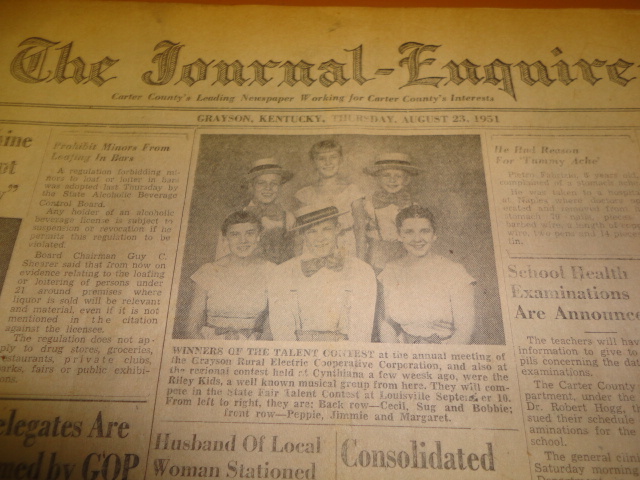 The Journal-Enquire
Carter County's Leading Newspaper Working for Carter County's Interests
GRAYSON, KENTUCKY, THURSDAY, AUGUST 23, 1951
Prohibit Minors From
Loafing In Bars
A regulation forbidding mi-
nors to loaf or loiter in bars
was adopted last Thursday by
the State Alcoholic Beverage
Control Board.
Any holder of an alcoholic
beverage license is subject to
suspension or revocation if he
permits this regulation to be
violated.
Board Chairman Guy C.
Shearer said that from now on
evidence relating to the loafing
or loitering of persons under
21 around premises where
liquor is sold will be relevant
and material, even if it is not
mentioned in the citation
against the licensee.
The regulation does not ap-
ply to drug stores, groceries,
restaurants, private clubs,
parks, fairs or public exhibi-
tions.
elegates Are
med by GOP
WINNERS OF THE TALENT CONTEST at the annual meeting of
the Grayson Rural Electric Cooperative Corporation, and also at
the regional contest held at Cynthiana a few weeks ago, were the
Riley Kids, a well known musical group from here. They will com-
pete in the State Fair Talent Contest at Louisville September 10.
From left to right, they are: Back row—Cecil, Sug and Bobbie;
front row—Pepple, Jimmie and Margaret.
Husband Of Local
Woman Stationed
Consolidated
He Had Reason
For 'Tummy Ache'
School Health
Examinations
Are Announce
The teachers will hav
information to give to
pils concerning the dat
examinations.
The Carter County
partment, under the
Dr. Robert Hogg,
sued their schedule
aminations for the
school.
The general clini
Saturday morning